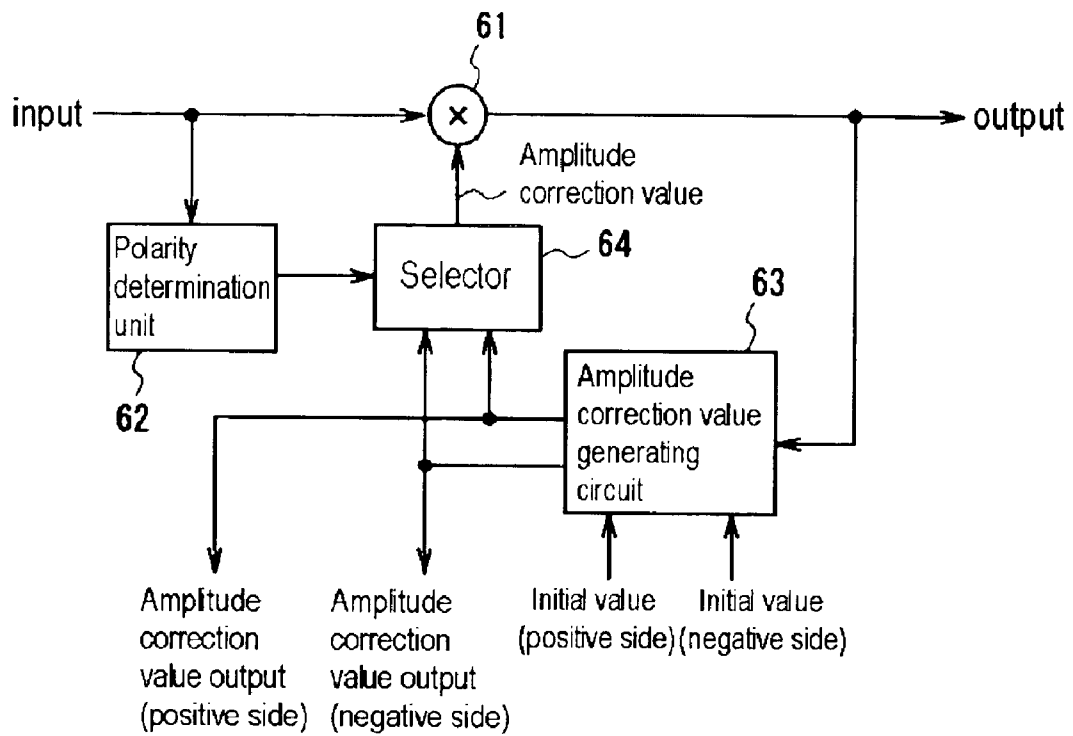 61
input
×
output
Amplitude
correction value
Polarity
determination
unit
62
Selector
64
63
Amplitude
correction value
generating
circuit
Amplitude
correction
value output
(positive side)
Amplitude
correction
value output
(negative side)
Initial value
(positive side)
Initial value
(negative side)